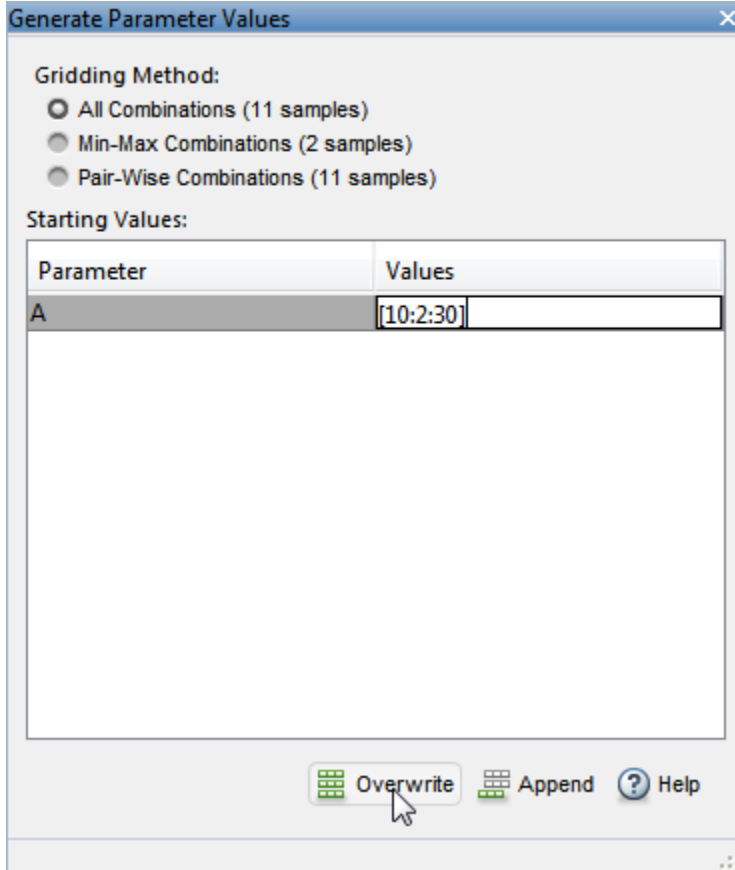 Generate Parameter Values
Gridding Method:
All Combinations (11 samples)
Min-Max Combinations (2 samples)
Pair-Wise Combinations (11 samples)
Starting Values:
Parameter Values
A [10:2:30]
Overwrite Append Help